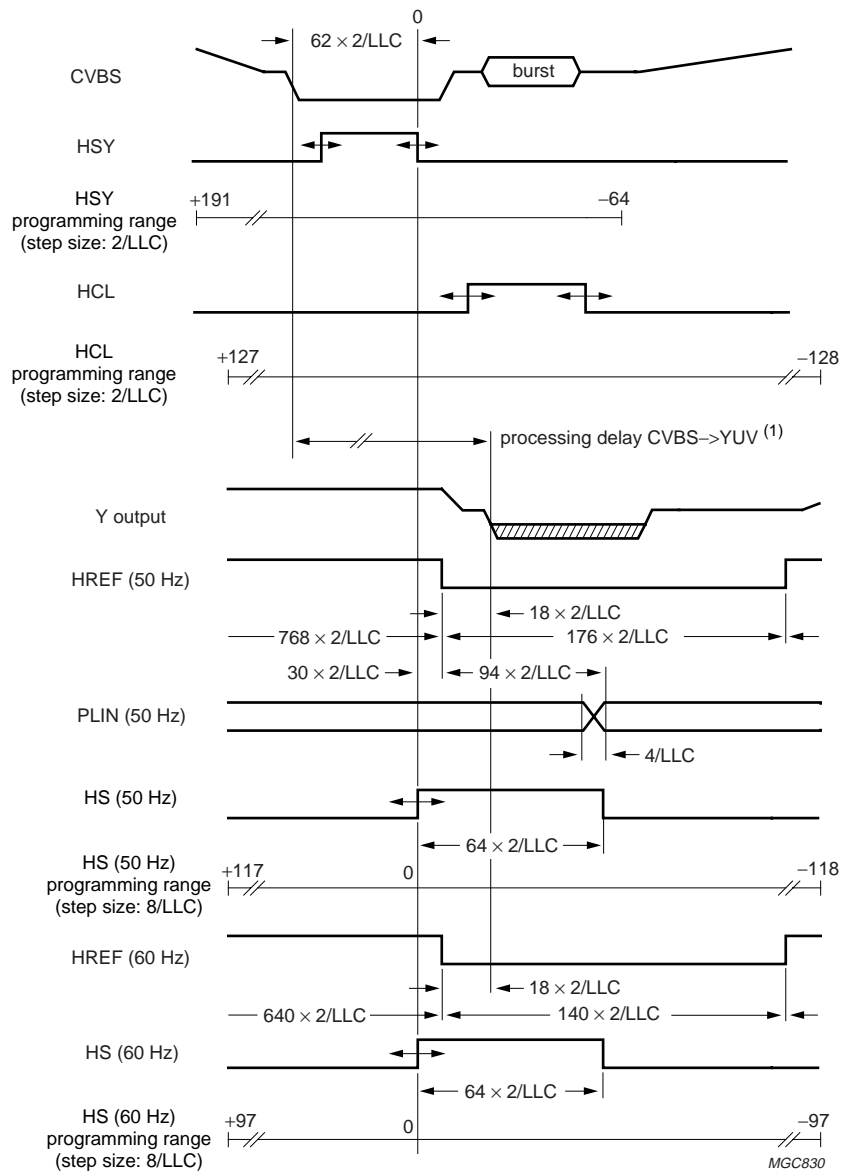 0
62 × 2/LLC
CVBS
burst
HSY
HSY
programming range
(step size: 2/LLC)
+191
−64
HCL
HCL
programming range
(step size: 2/LLC)
+127
−128
processing delay CVBS−>YUV (1)
Y output
HREF (50 Hz)
18 × 2/LLC
768 × 2/LLC
176 × 2/LLC
30 × 2/LLC
94 × 2/LLC
PLIN (50 Hz)
4/LLC
HS (50 Hz)
64 × 2/LLC
HS (50 Hz)
programming range
(step size: 8/LLC)
+117
0
−118
HREF (60 Hz)
18 × 2/LLC
640 × 2/LLC
140 × 2/LLC
HS (60 Hz)
64 × 2/LLC
HS (60 Hz)
programming range
(step size: 8/LLC)
+97
0
−97
MGC830